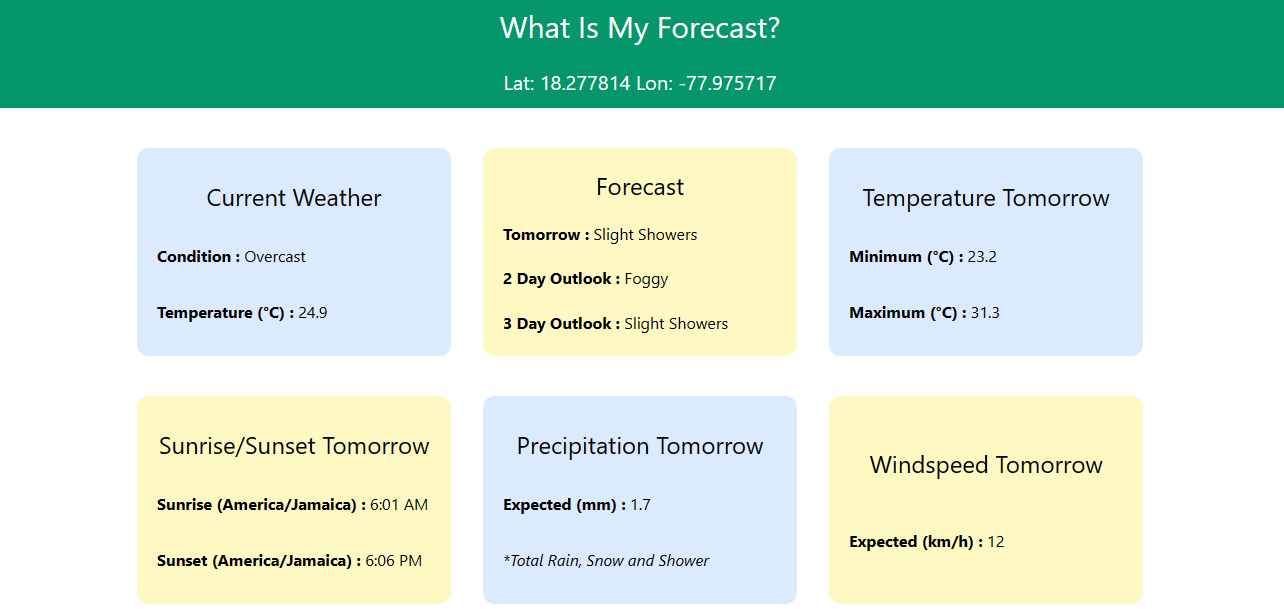 What Is My Forecast?
Lat: 18.277814 Lon: -77.975717
Current Weather
Condition : Overcast
Temperature (°C) : 24.9
Forecast
Tomorrow : Slight Showers
2 Day Outlook : Foggy
3 Day Outlook : Slight Showers
Temperature Tomorrow
Minimum (°C) : 23.2
Maximum (°C) : 31.3
Sunrise/Sunset Tomorrow
Sunrise (America/Jamaica) : 6:01 AM
Sunset (America/Jamaica) : 6:06 PM
Precipitation Tomorrow
Expected (mm) : 1.7
*Total Rain, Snow and Shower
Windspeed Tomorrow
Expected (km/h) : 12